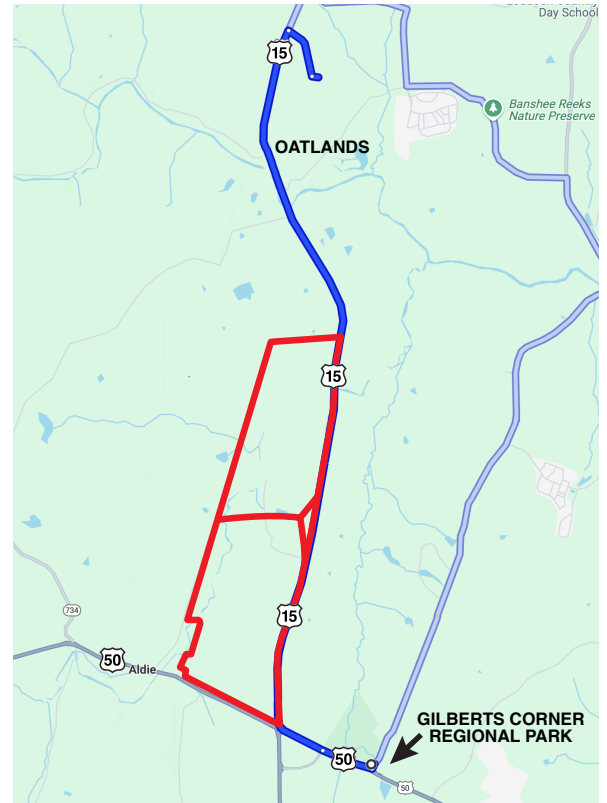 Day School
15
Banshee Reeks
Nature Preserve
OATLANDS
15
734
15
50
Aldie
GILBERTS CORNER
REGIONAL PARK
50
50